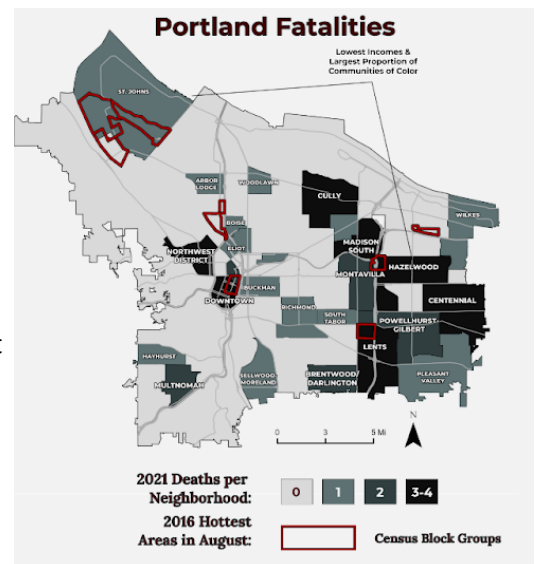 Portland Fatalities
Lowest Incomes &
Largest Proportion of
Communities of Color
ST. JOHNS
ARBOR
LODGE
WOODLAWN
CULLY
WILKES
BOISE
ELIOT
NORTHWEST
DISTRICT
MADISON
SOUTH
HAZELWOOD
MONTAVILLA
BUCKMAN
DOWNTOWN
CENTENNIAL
RICHMOND
SOUTH
TABOR
POWELLHURST-
GILBERT
LENTS
HAYHURST
MULTNOMAH
SELLWOOD-
MORELAND
BRENTWOOD/
DARLINGTON
PLEASANT
VALLEY
N
0 3 6 Mi
t
2021 Deaths per
Neighborhood:
0 1 2 3-4
2016 Hottest
Areas in August:
Census Block Groups